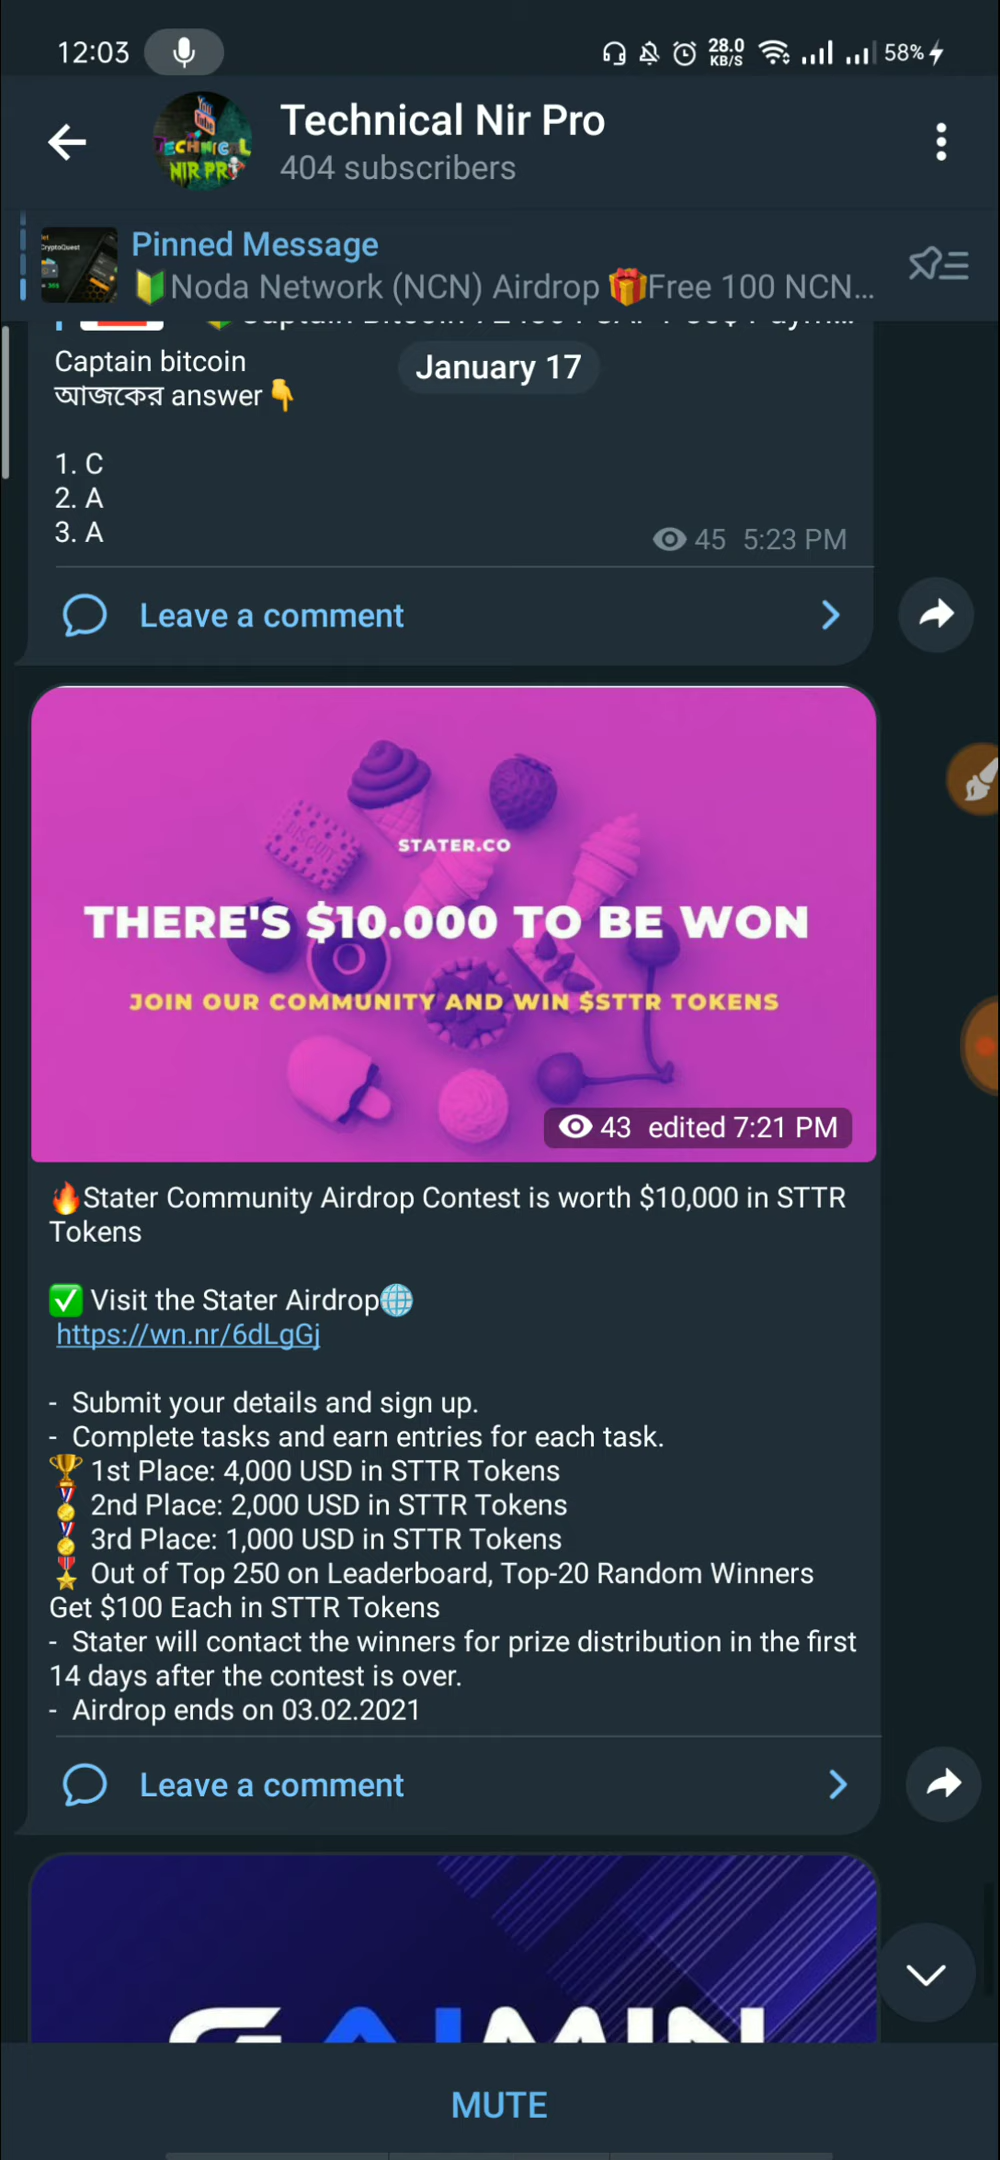 12:03
28.0
KB/S
58%
Technical Nir Pro
404 subscribers
Pinned Message
🔰Noda Network (NCN) Airdrop 🎁Free 100 NCN...
Captain bitcoin
January 17
আজকের answer👇
1. C
2. A
3. A
45 5:23 PM
Leave a comment
BISCUIT
STATER.CO
THERE'S $10.000 TO BE WON
JOIN OUR COMMUNITY AND WIN $STTR TOKENS
43 edited 7:21 PM
🔥Stater Community Airdrop Contest is worth $10,000 in STTR
Tokens
✅ Visit the Stater Airdrop🌐
https://wn.nr/6dLgGj
- Submit your details and sign up.
- Complete tasks and earn entries for each task.
🏆 1st Place: 4,000 USD in STTR Tokens
🏅 2nd Place: 2,000 USD in STTR Tokens
🏅 3rd Place: 1,000 USD in STTR Tokens
🎖 Out of Top 250 on Leaderboard, Top-20 Random Winners
Get $100 Each in STTR Tokens
- Stater will contact the winners for prize distribution in the first
14 days after the contest is over.
- Airdrop ends on 03.02.2021
Leave a comment
GAIMIN
MUTE